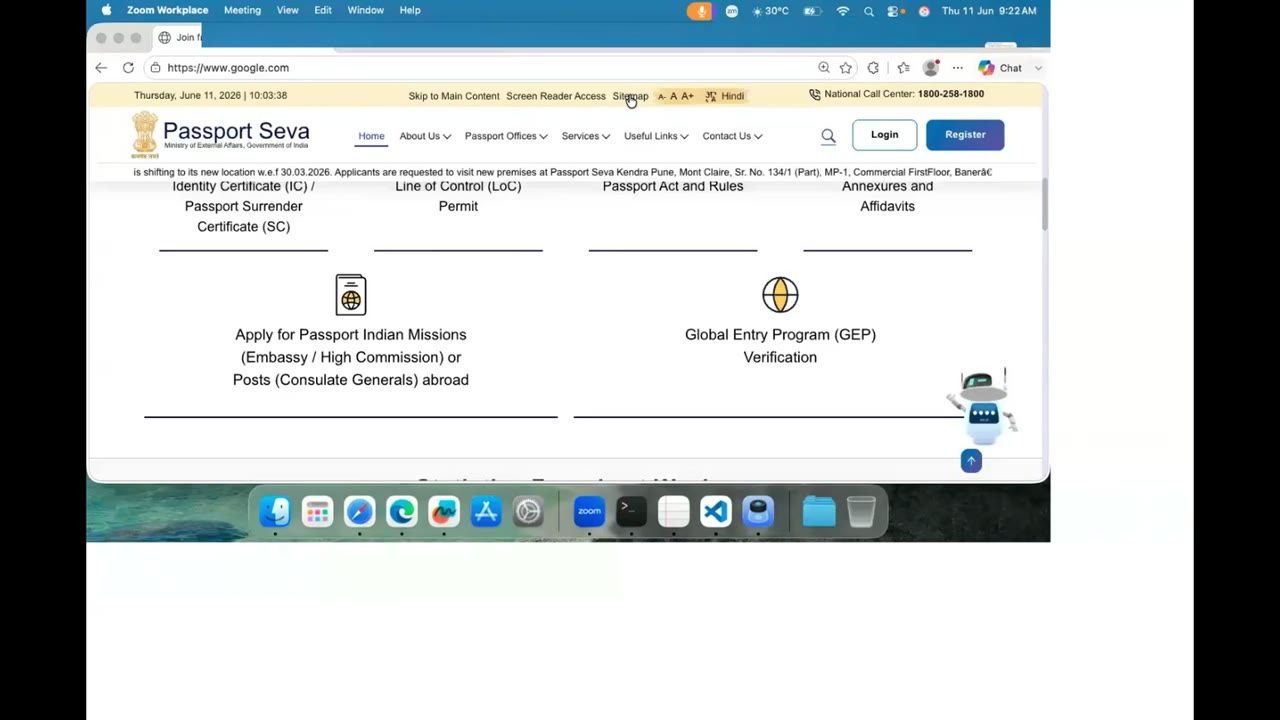 Zoom Workplace Meeting View Edit Window Help zm 30°C Thu 11 Jun 9:22 AM
Join f
https://www.google.com Chat
Thursday, June 11, 2026 | 10:03:38 Skip to Main Content Screen Reader Access Sitemap A- A A+ Hindi National Call Center: 1800-258-1800
Passport Seva
Ministry of External Affairs, Government of India
Home About Us Passport Offices Services Useful Links Contact Us Login Register
is shifting to its new location w.e.f 30.03.2026. Applicants are requested to visit new premises at Passport Seva Kendra Pune, Mont Claire, Sr. No. 134/1 (Part), MP-1, Commercial FirstFloor, Banerâ€
Identity Certificate (IC) /
Passport Surrender
Certificate (SC)
Line of Control (LoC)
Permit
Passport Act and Rules
Annexures and
Affidavits
Apply for Passport Indian Missions
(Embassy / High Commission) or
Posts (Consulate Generals) abroad
Global Entry Program (GEP)
Verification
zoom